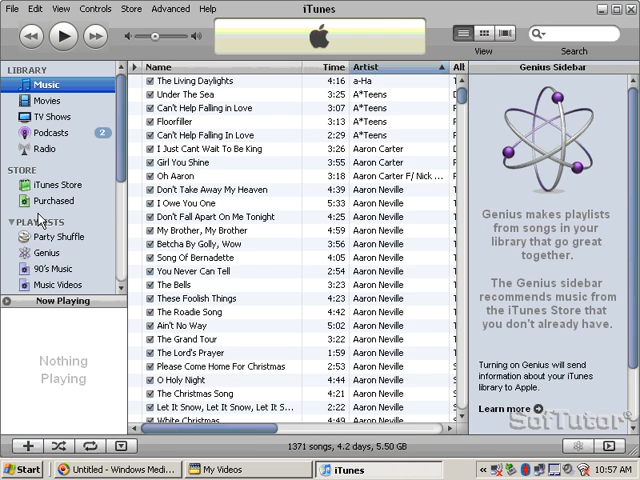 File Edit View Controls Store Advanced Help
iTunes
View
Search
LIBRARY
Music
Movies
TV Shows
Podcasts 2
Radio
STORE
iTunes Store
Purchased
PLAYLISTS
Party Shuffle
Genius
90's Music
Music Videos
Now Playing
Nothing
Playing
Name Time Artist Alb
The Living Daylights 4:16 a-Ha
Under The Sea 3:25 A*Teens
Can't Help Falling in Love 3:07 A*Teens
Floorfiller 3:13 A*Teens
Can't Help Falling In Love 2:29 A*Teens
I Just Cant Wait To Be King 3:26 Aaron Carter
Girl You Shine 3:55 Aaron Carter
Oh Aaron 3:18 Aaron Carter F/ Nick ...
Don't Take Away My Heaven 4:39 Aaron Neville
I Owe You One 5:33 Aaron Neville
Don't Fall Apart On Me Tonight 4:25 Aaron Neville
My Brother, My Brother 4:59 Aaron Neville
Betcha By Golly, Wow 3:36 Aaron Neville
Song Of Bernadette 4:05 Aaron Neville
You Never Can Tell 2:54 Aaron Neville
The Bells 3:23 Aaron Neville
These Foolish Things 4:23 Aaron Neville
The Roadie Song 4:42 Aaron Neville
Ain't No Way 5:02 Aaron Neville
The Grand Tour 3:22 Aaron Neville
The Lord's Prayer 1:59 Aaron Neville
Please Come Home For Christmas 2:53 Aaron Neville
O Holy Night 4:44 Aaron Neville
The Christmas Song 4:21 Aaron Neville
Let It Snow, Let It Snow, Let It S... 2:22 Aaron Neville
White Christmas 4:49 Aaron Neville
Genius Sidebar
Genius makes playlists
from songs in your
library that go great
together.
The Genius sidebar
recommends music from
the iTunes Store that
you don't already have.
Turning on Genius will send
information about your iTunes
library to Apple.
Learn more
SofTutor
1371 songs, 4.2 days, 5.50 GB
Start
Untitled - Windows Medi...
My Videos
iTunes
10:57 AM